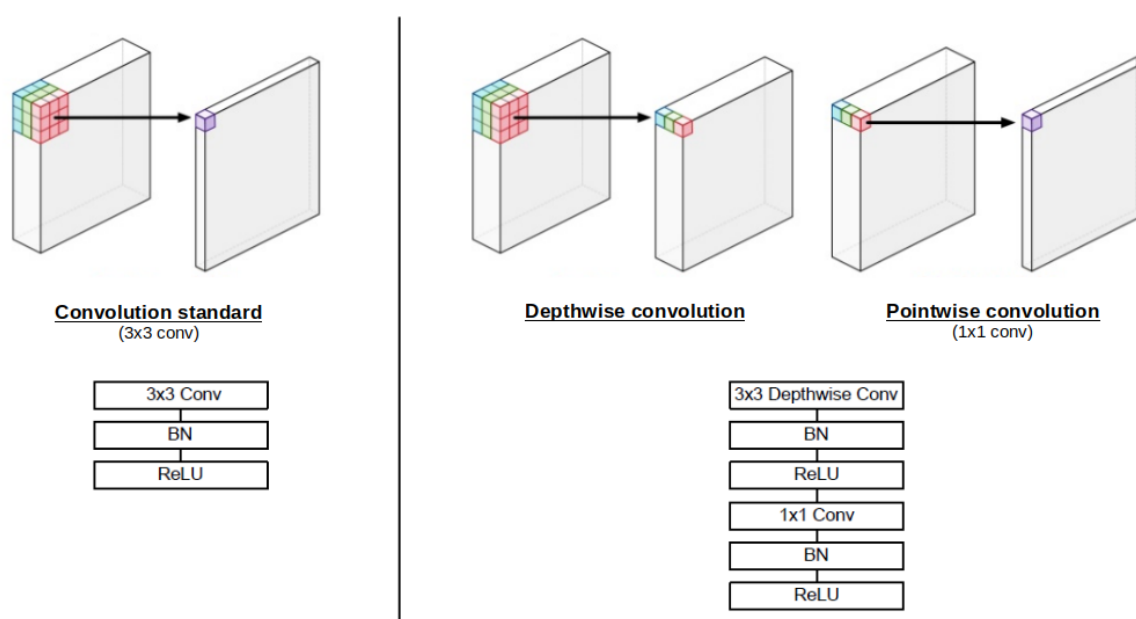 Convolution standard
(3x3 conv)
3x3 Conv
BN
ReLU
Depthwise convolution
Pointwise convolution
(1x1 conv)
3x3 Depthwise Conv
BN
ReLU
1x1 Conv
BN
ReLU